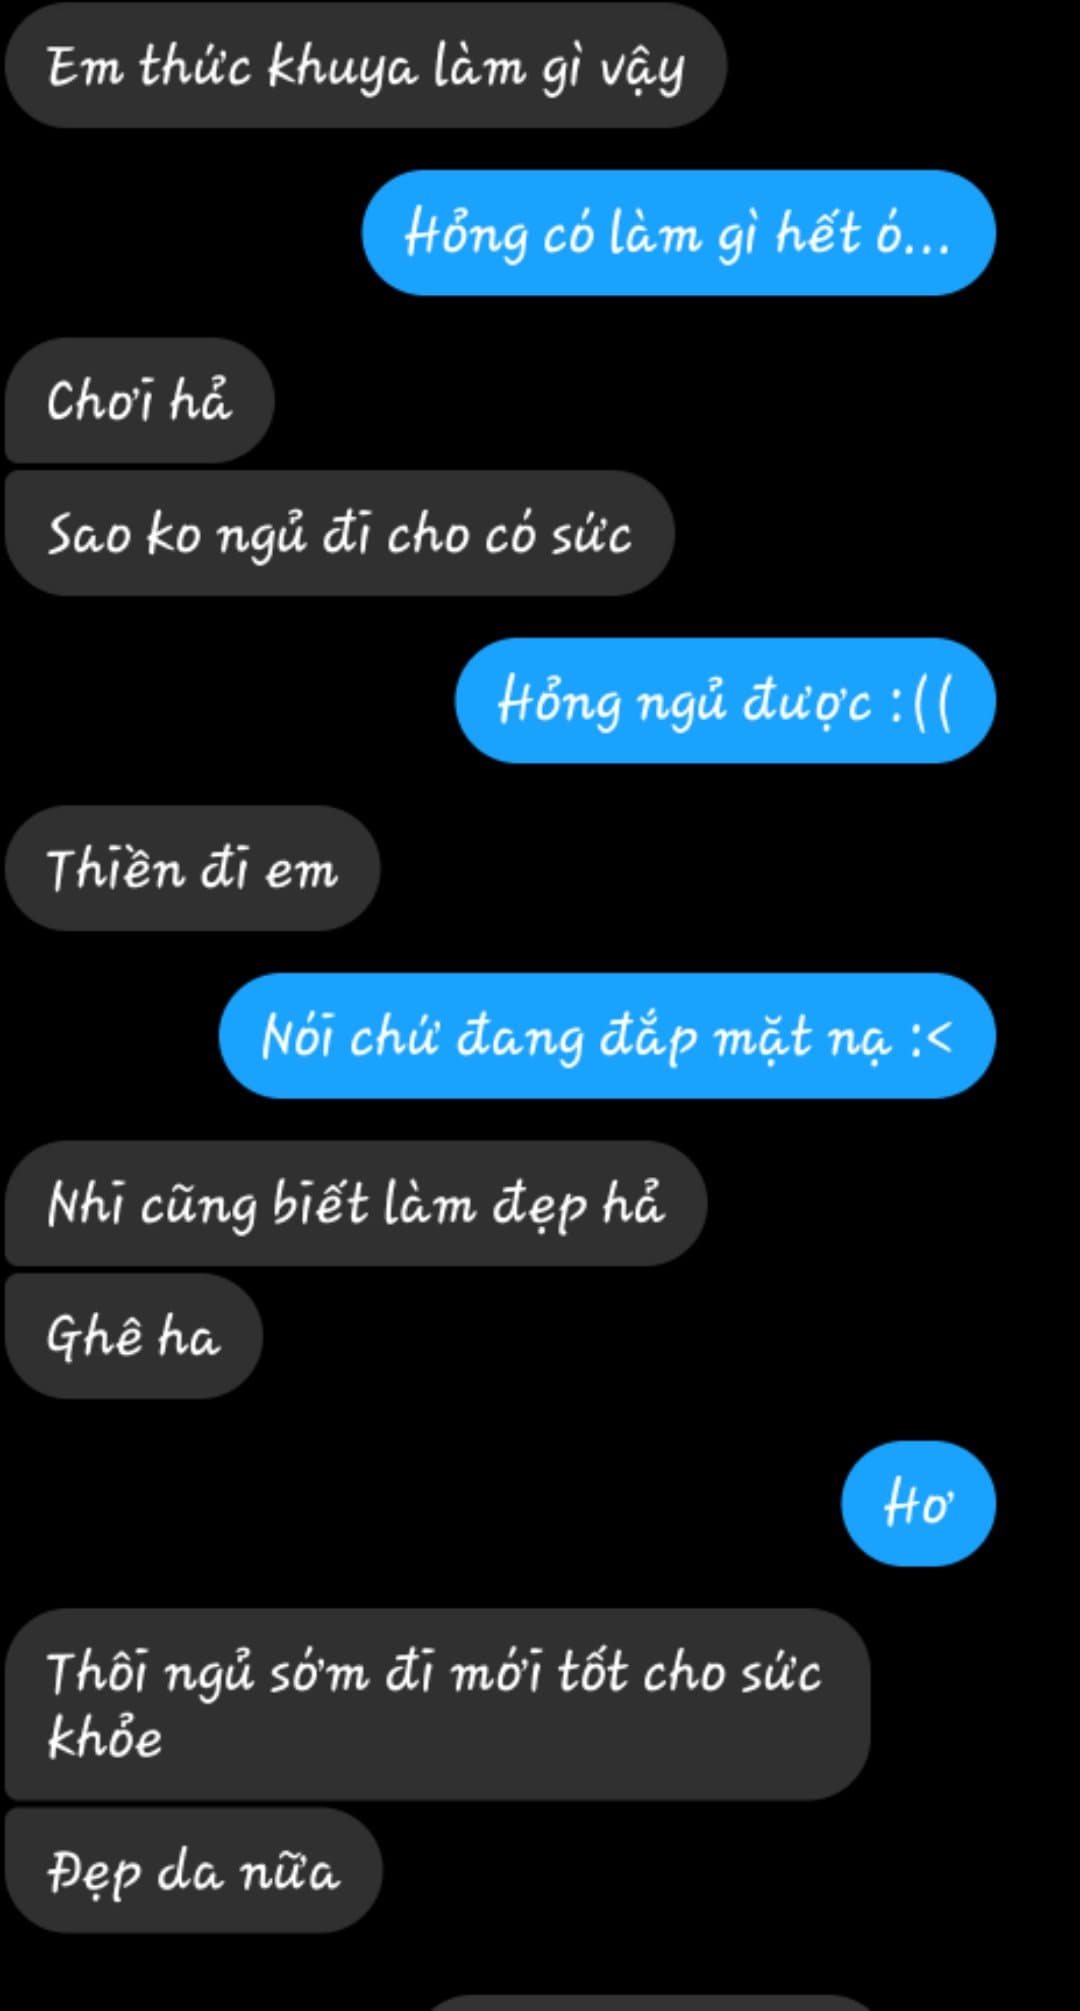 Em thức khuya làm gì vậy
Hỏng có làm gì hết ó...
Chơi hả
Sao ko ngủ đi cho có sức
Hỏng ngủ được :((
Thiền đi em
Nói chứ đang đắp mặt nạ :<
Nhi cũng biết làm đẹp hả
Ghê ha
Hơ
Thôi ngủ sớm đi mới tốt cho sức
khỏe
Đẹp da nữa